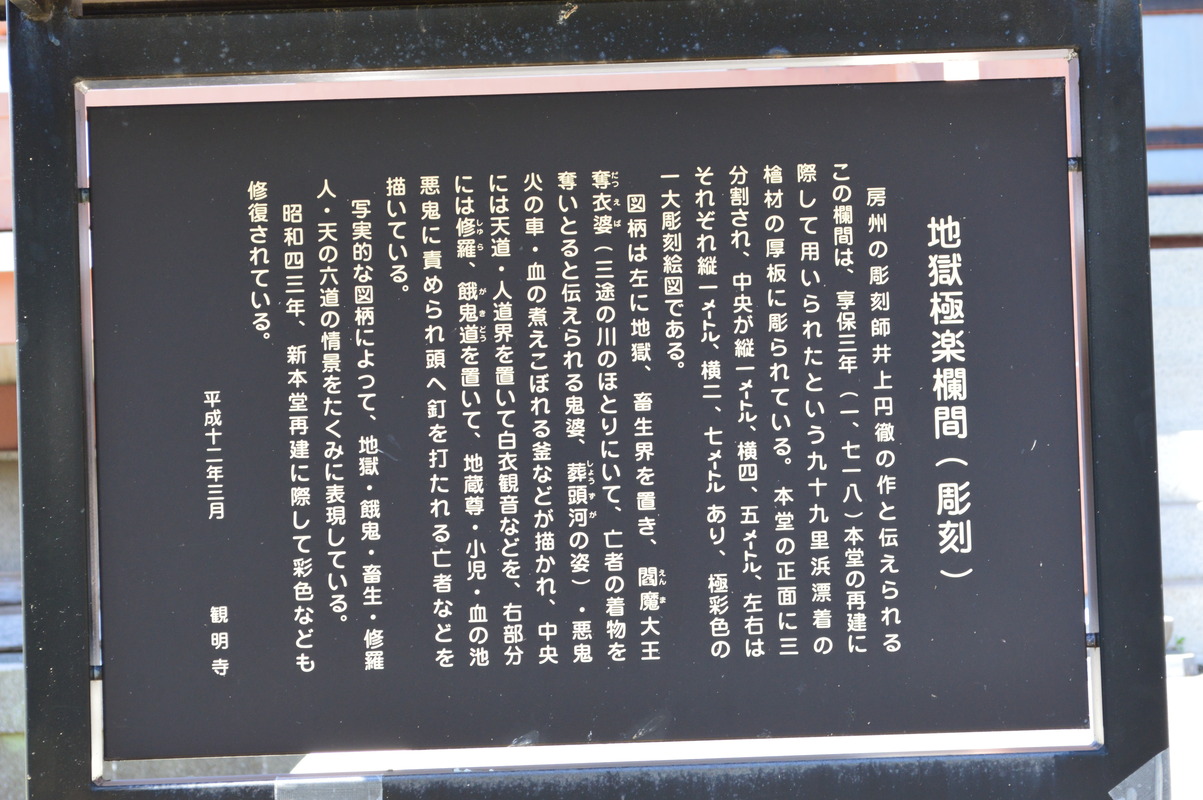 地獄極楽欄間（彫刻）
房州の彫刻師井上円徹の作と伝えられる
この欄間は、享保三年（一、七一八）本堂の再建に
際して用いられたという九十九里浜漂着の
檜材の厚板に彫られている。本堂の正面に三
分割され、中央が縦一メートル、横四、五メートル、左右は
それぞれ縦一メートル、横二、七メートルあり、極彩色の
一大彫刻絵図である。
図柄は左に地獄、畜生界を置き、閻魔大王
奪衣婆（三途の川のほとりにいて、亡者の着物を
奪いとると伝えられる鬼婆、葬頭河の姿）・悪鬼
火の車・血の煮えこぼれる釜などが描かれ、中央
には天道・人道界を置いて白衣観音などを、右部分
には修羅、餓鬼道を置いて、地蔵尊・小児・血の池
悪鬼に責められ頭へ釘を打たれる亡者などを
描いている。
写実的な図柄によつて、地獄・餓鬼・畜生・修羅
人・天の六道の情景をたくみに表現している。
昭和四三年、新本堂再建に際して彩色なども
修復されている。
平成十二年三月　観明寺